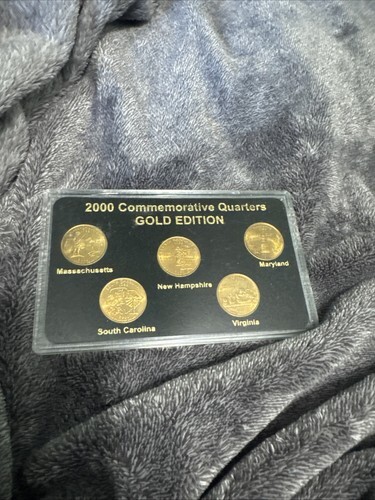 2000 Commemorative Quarters
GOLD EDITION
Massachusetts
New Hampshire
Maryland
South Carolina
Virginia